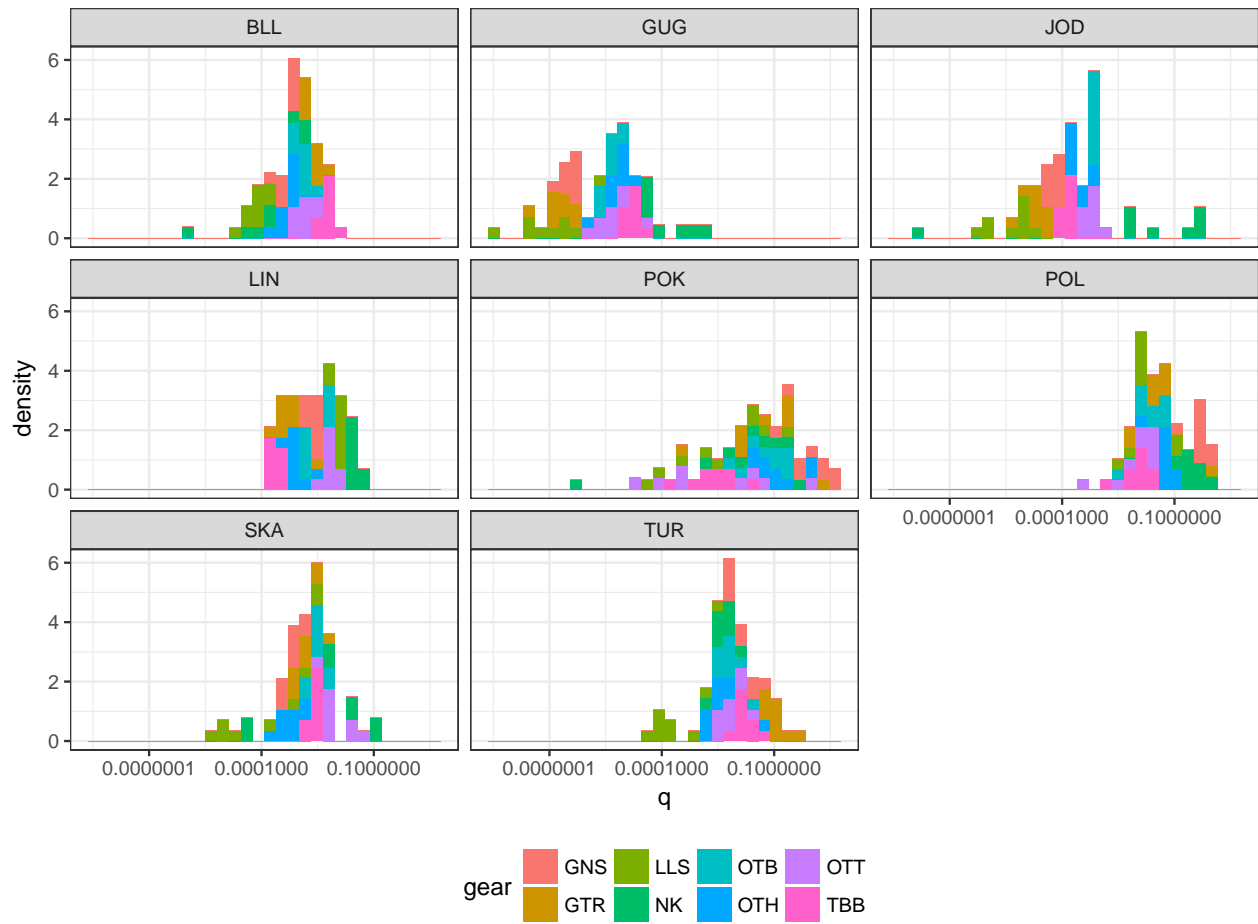 BLL GUG JOD
6
4
2
0
LIN POK POL
6
4
2
0
density
0.0000001 0.0001000 0.1000000
SKA TUR
6
4
2
0
0.0000001 0.0001000 0.1000000 0.0000001 0.0001000 0.1000000
q
gear
GNS LLS OTB OTT
GTR NK OTH TBB